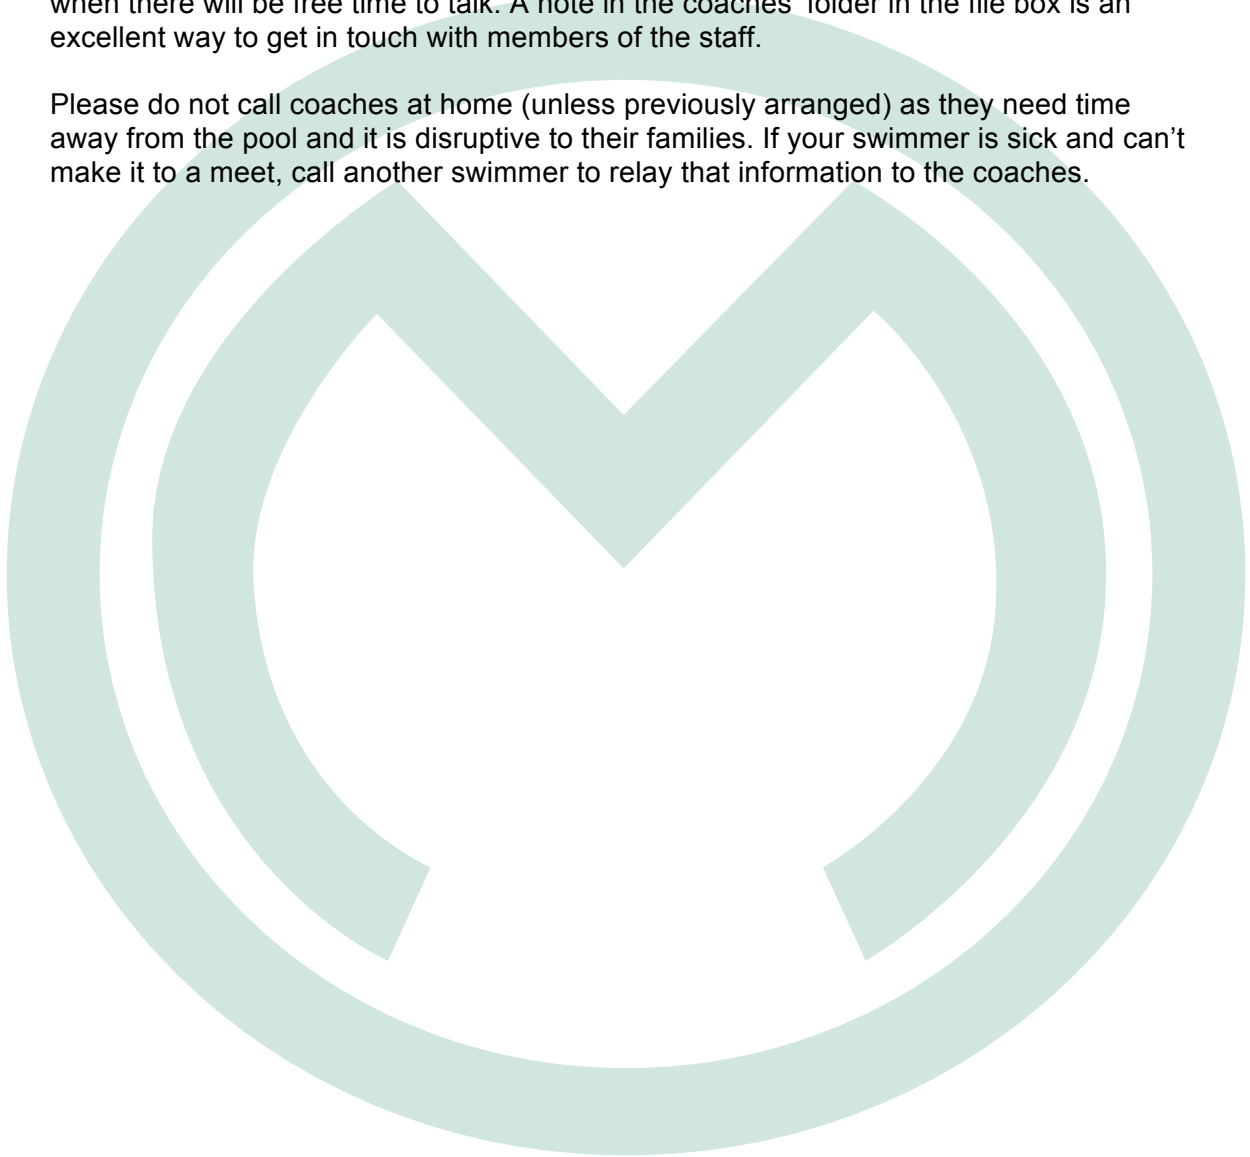 when there will be free time to talk. A note in the coaches' folder in the file box is an
excellent way to get in touch with members of the staff.
Please do not call coaches at home (unless previously arranged) as they need time
away from the pool and it is disruptive to their families. If your swimmer is sick and can’t
make it to a meet, call another swimmer to relay that information to the coaches.